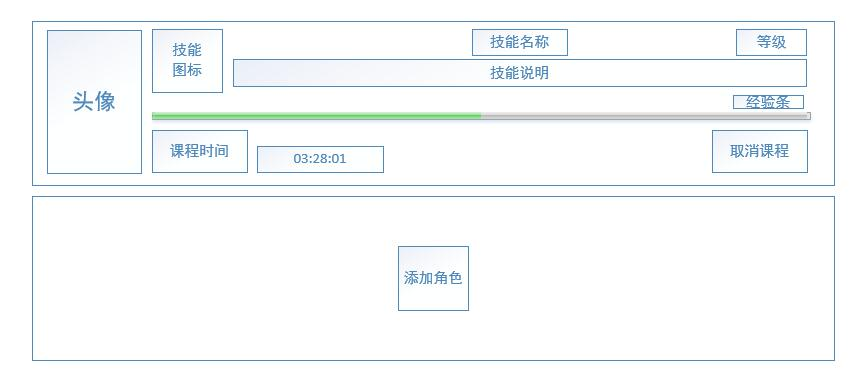 头像
技能
图标
技能名称
等级
技能说明
经验条
课程时间
03:28:01
取消课程
添加角色